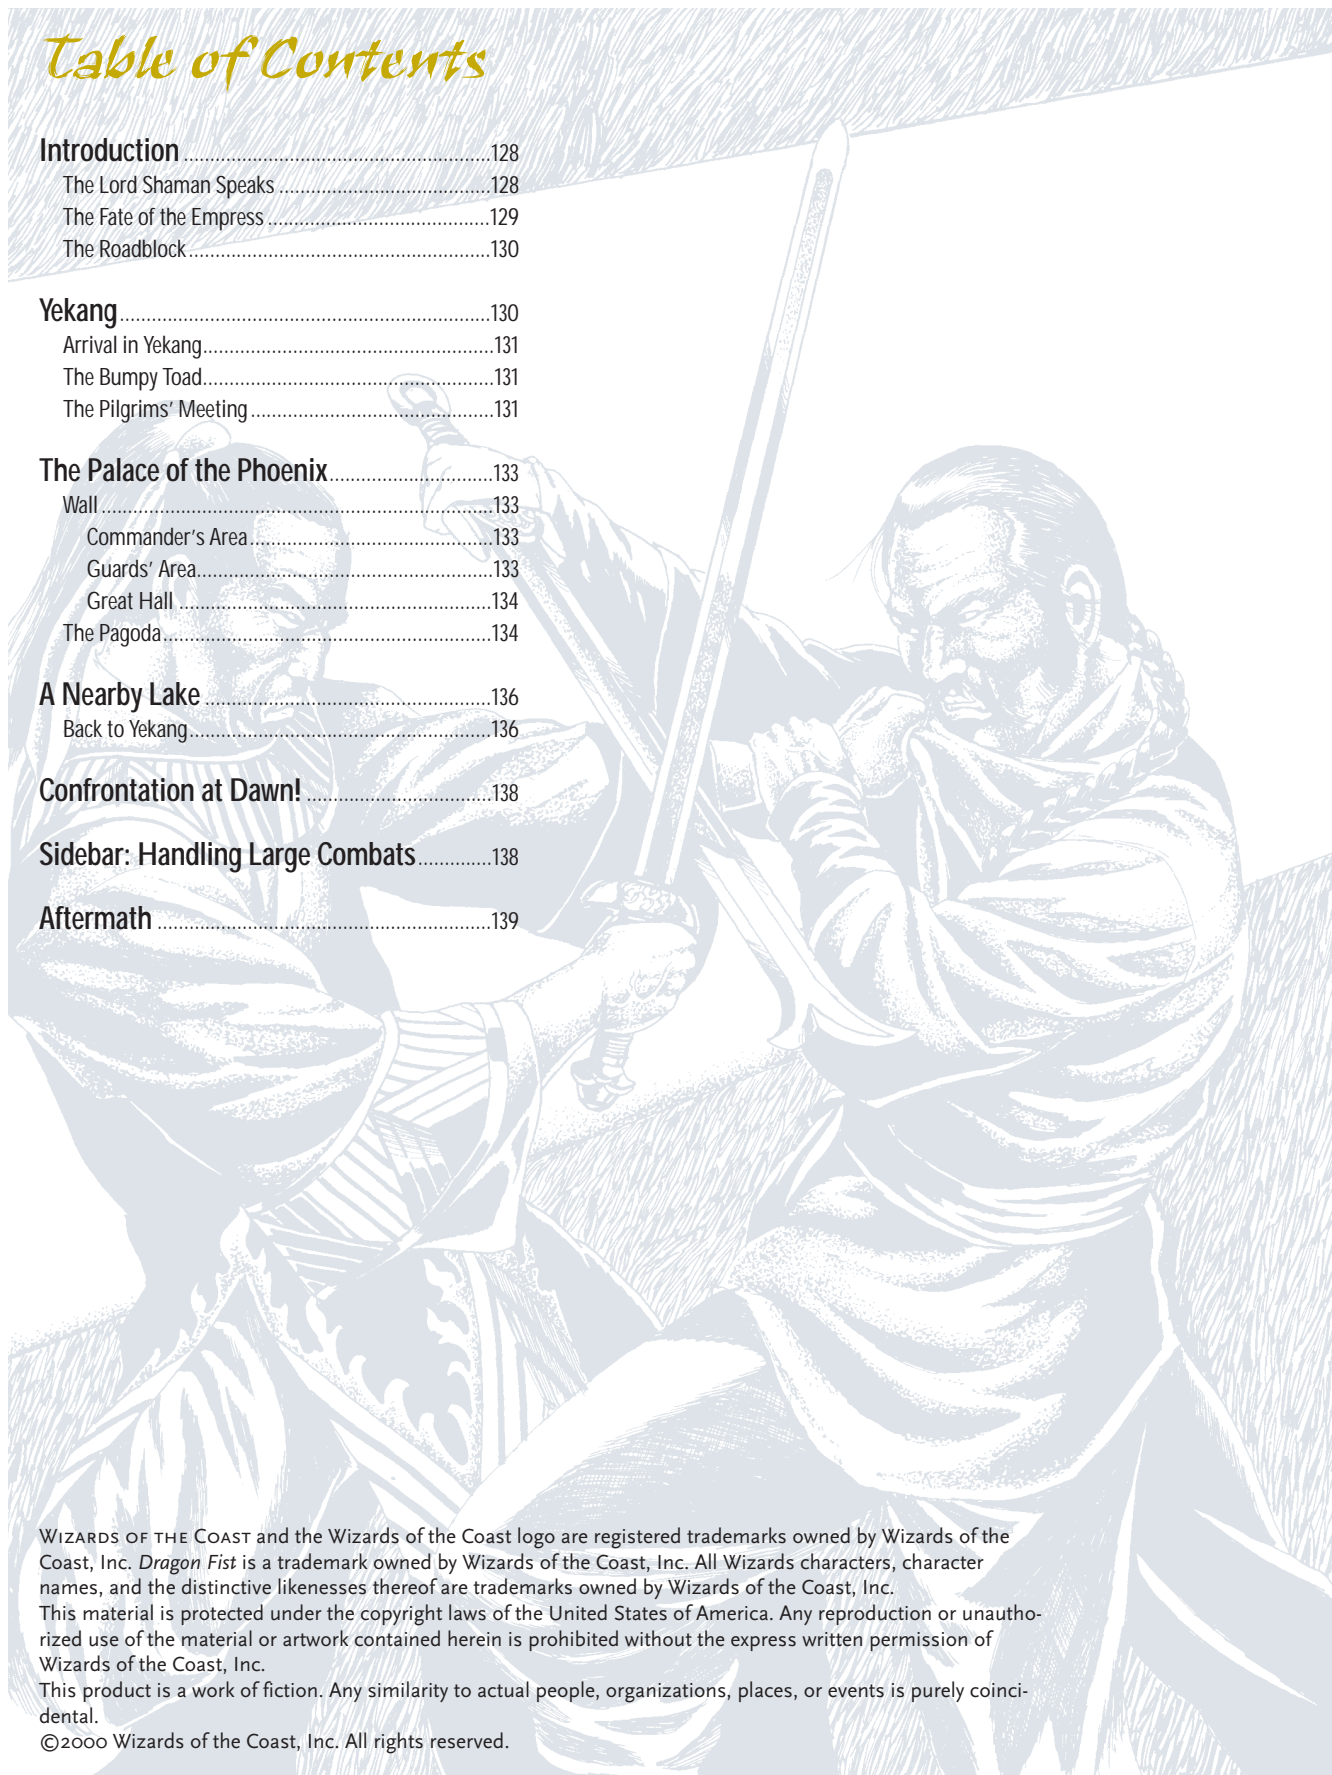 Table of Contents
Introduction ..........................................................128
The Lord Shaman Speaks ........................................128
The Fate of the Empress ..........................................129
The Roadblock.........................................................130
Yekang......................................................................130
Arrival in Yekang.......................................................131
The Bumpy Toad.......................................................131
The Pilgrims' Meeting ..............................................131
The Palace of the Phoenix...............................133
Wall ..........................................................................133
Commander's Area..............................................133
Guards' Area........................................................133
Great Hall ...........................................................134
The Pagoda..............................................................134
A Nearby Lake ......................................................136
Back to Yekang.........................................................136
Confrontation at Dawn! ...................................138
Sidebar: Handling Large Combats..............138
Aftermath ...............................................................139
WIZARDS OF THE COAST and the Wizards of the Coast logo are registered trademarks owned by Wizards of the
Coast, Inc. Dragon Fist is a trademark owned by Wizards of the Coast, Inc. All Wizards characters, character
names, and the distinctive likenesses thereof are trademarks owned by Wizards of the Coast, Inc.
This material is protected under the copyright laws of the United States of America. Any reproduction or unautho-
rized use of the material or artwork contained herein is prohibited without the express written permission of
Wizards of the Coast, Inc.
This product is a work of fiction. Any similarity to actual people, organizations, places, or events is purely coinci-
dental.
©2000 Wizards of the Coast, Inc. All rights reserved.